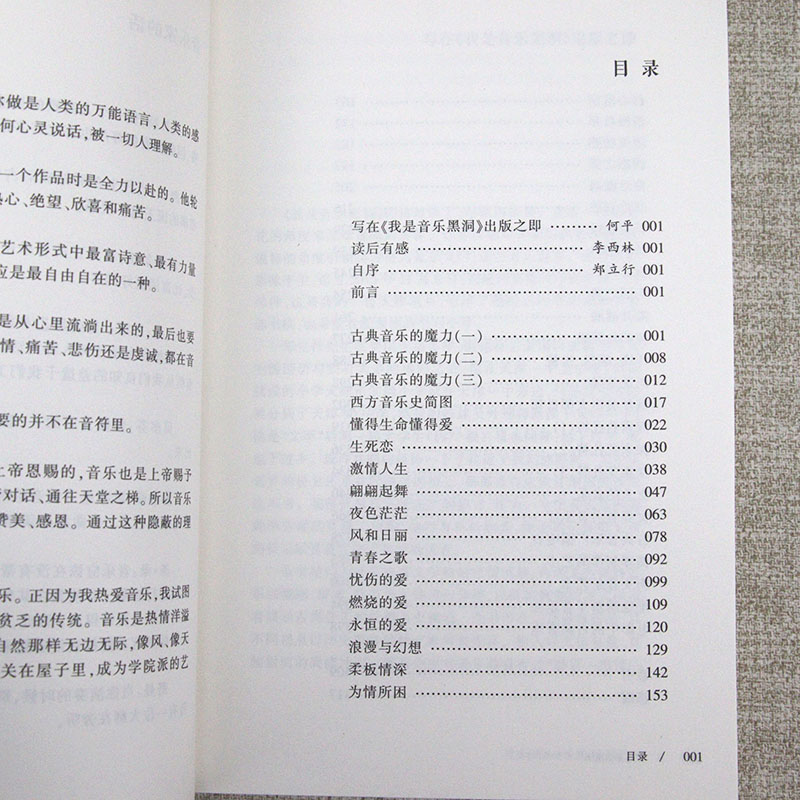 你做是人类的万能语言，人类的感
何心灵说话，被一切人理解。
一个作品时是全力以赴的。他轮
心、绝望、欣喜和痛苦。
艺术形式中最富诗意、最有力量
应是最自由自在的一种。
是从心里流淌出来的，最后也要
情、痛苦、悲伤还是虔诚，都在音
要的并不在音符里。
上帝恩赐的，音乐也是上帝赐予
对话、通往天堂之梯。所以音乐
赞美、感恩。通过这种隐蔽的理
乐。正因为我热爱音乐，我试图
贫乏的传统。音乐是热情洋溢
自然那样无边无际，像风、像天
关在屋子里，成为学院派的艺
目录
写在《我是音乐黑洞》出版之即 ········ 何平 001
读后有感 ········ 李西林 001
自序 ········ 郑立行 001
前言 ········ 001
古典音乐的魔力(一) ········ 001
古典音乐的魔力(二) ········ 008
古典音乐的魔力(三) ········ 012
西方音乐史简图 ········ 017
懂得生命懂得爱 ········ 022
生死恋 ········ 030
激情人生 ········ 038
翩翩起舞 ········ 047
夜色茫茫 ········ 063
风和日丽 ········ 078
青春之歌 ········ 092
忧伤的爱 ········ 099
燃烧的爱 ········ 109
永恒的爱 ········ 120
浪漫与幻想 ········ 129
柔板情深 ········ 142
为情所困 ········ 153
目录 / 001